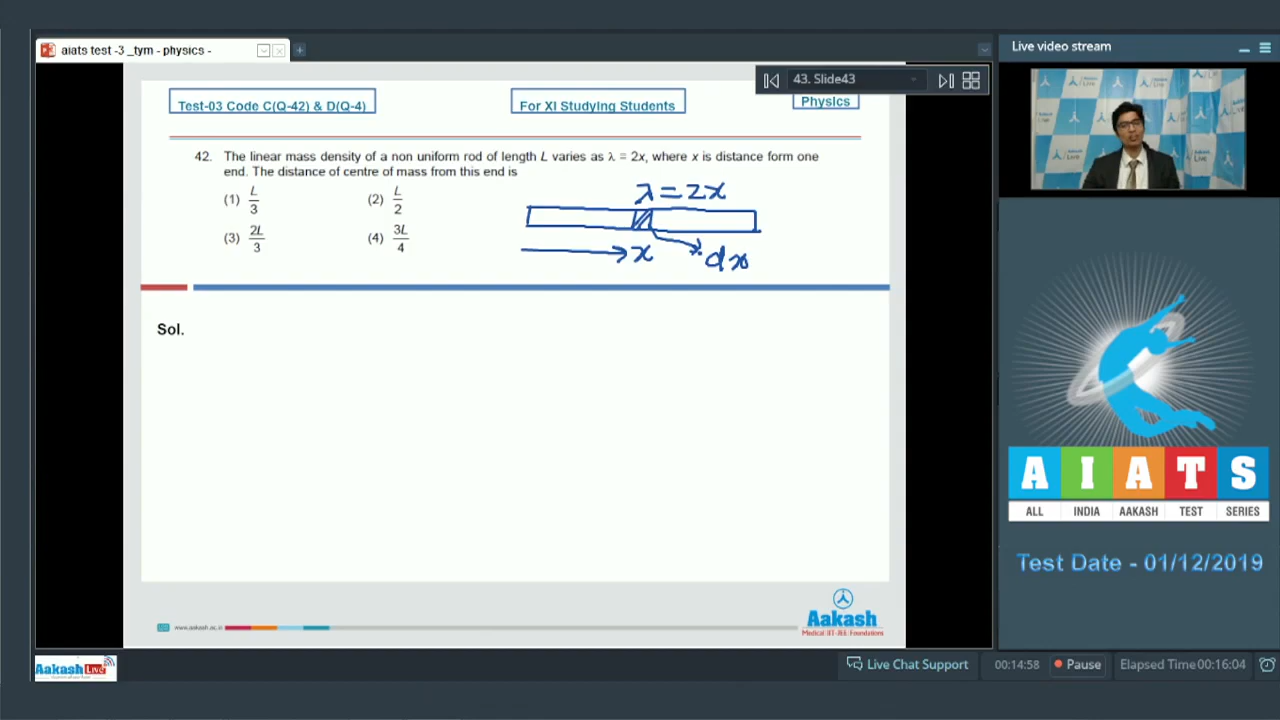 aiats test -3 _tym - physics -
Live video stream
43. Slide43
Test-03 Code C(Q-42) & D(Q-4)
For XI Studying Students
Physics
42. The linear mass density of a non uniform rod of length L varies as λ = 2x, where x is distance form one
end. The distance of centre of mass from this end is
(1) L/3 (2) L/2
(3) 2L/3 (4) 3L/4
λ = 2x
x dx
Sol.
A I A T S
ALL INDIA AAKASH TEST SERIES
Test Date - 01/12/2019
Aakash
Medical|IIT-JEE|Foundations
www.aakash.ac.in
Aakash Live
Live Chat Support
00:14:58
Pause
Elapsed Time 00:16:04